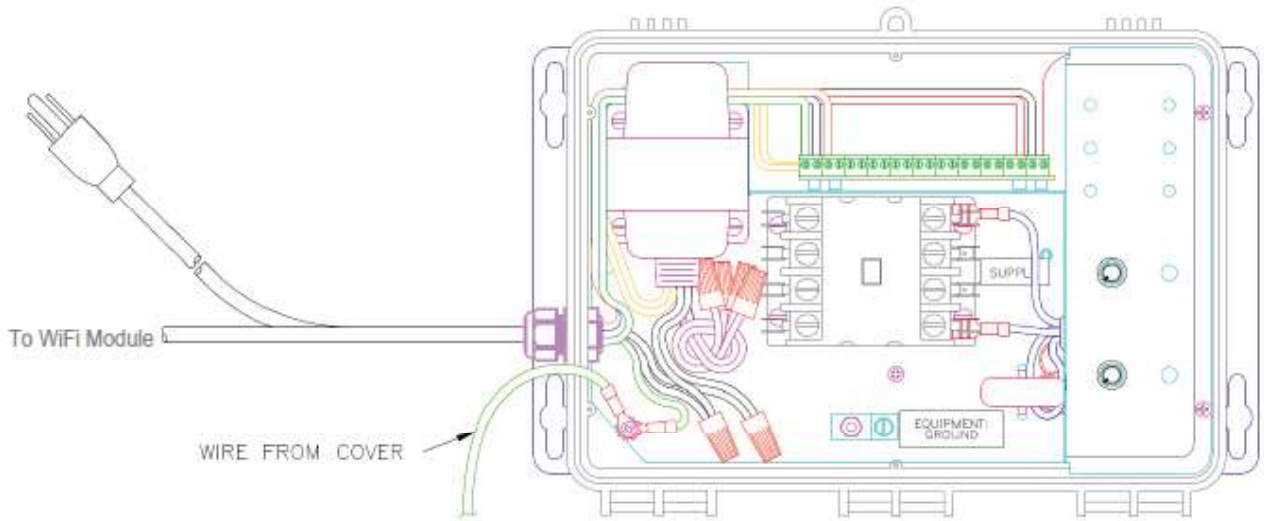 SUPPL
To WiFi Module
EQUIPMENT
GROUND
WIRE FROM COVER